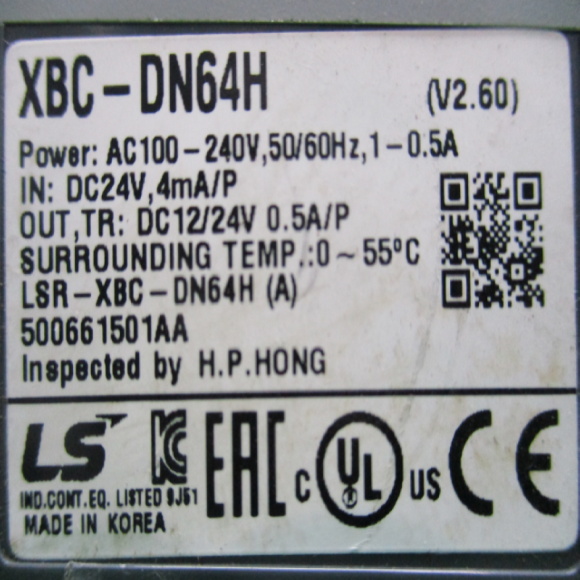 XBC-DN64H (V2.60)
Power: AC100-240V,50/60Hz,1-0.5A
IN: DC24V,4mA/P
OUT,TR: DC12/24V 0.5A/P
SURROUNDING TEMP.:0~55°C
LSR-XBC-DN64H (A)
500661501AA
Inspected by H.P.HONG
LS KC EAC C UL US CE
IND.CONT.EQ. LISTED 9J51
MADE IN KOREA